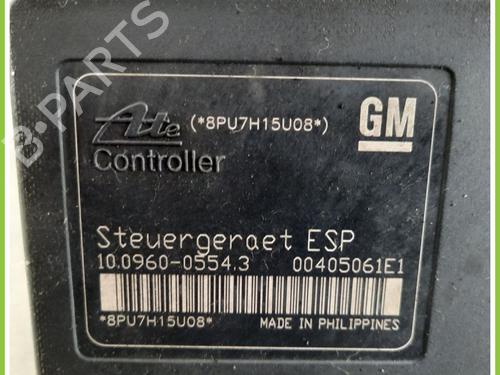 B-PARTS
Ate (*8PU7H15U08*) GM
Controller
Steuergeraet ESP
10.0960-0554.3 00405061E1
*8PU7H15U08* MADE IN PHILIPPINES